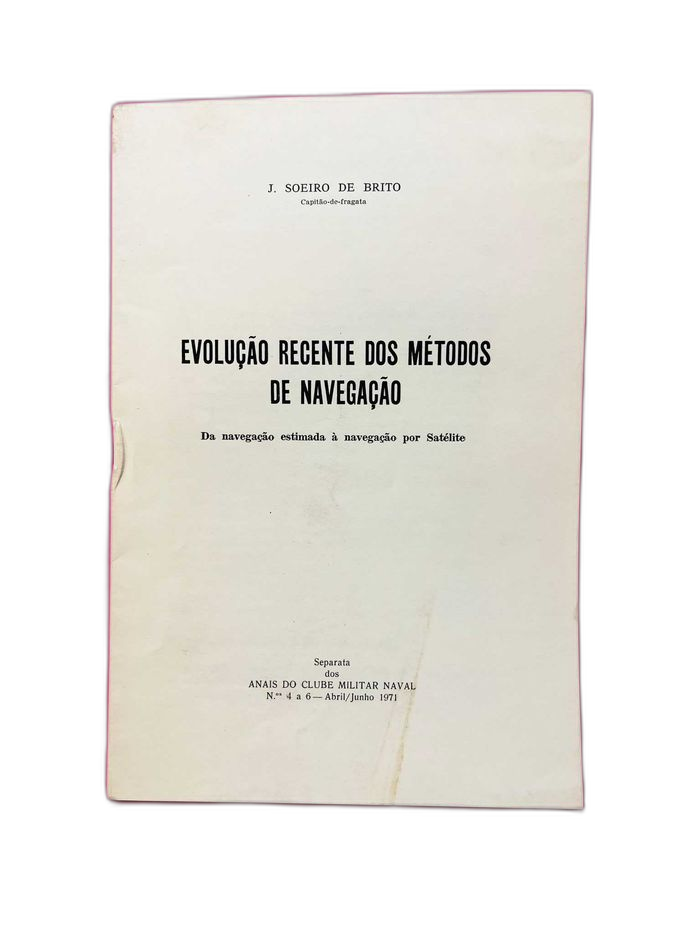 J. SOEIRO DE BRITO
Capitão-de-fragata
EVOLUÇÃO RECENTE DOS MÉTODOS
DE NAVEGAÇÃO
Da navegação estimada à navegação por Satélite
Separata
dos
ANAIS DO CLUBE MILITAR NAVAL
N.ºs 4 a 6 — Abril/Junho 1971